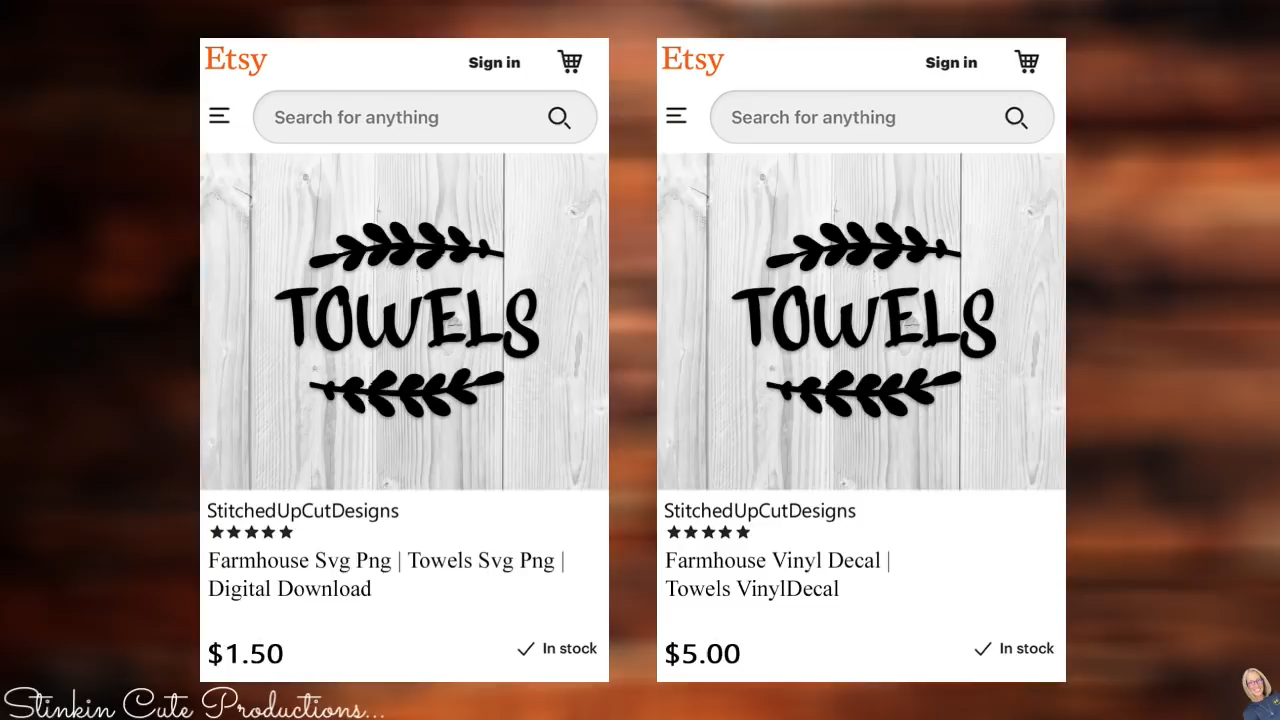 Etsy
Sign in
Search for anything
TOWELS
StitchedUpCutDesigns
★★★★★
Farmhouse Svg Png | Towels Svg Png |
Digital Download
$1.50
✓ In stock
Etsy
Sign in
Search for anything
TOWELS
StitchedUpCutDesigns
★★★★★
Farmhouse Vinyl Decal |
Towels VinylDecal
$5.00
✓ In stock
Stinkin Cute Productions...